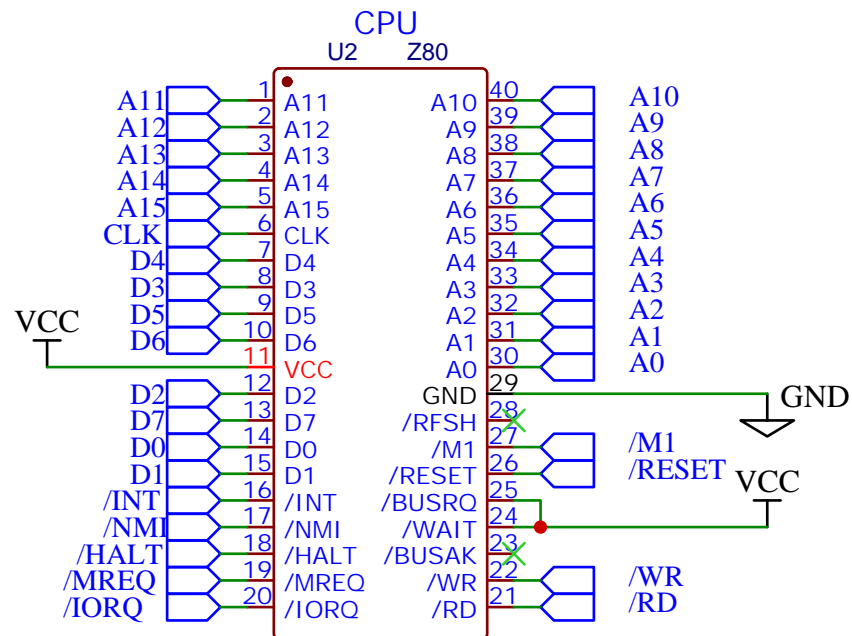 CPU
U2 Z80
A11 1 A11 A10 40 A10
A12 2 A12 A9 39 A9
A13 3 A13 A8 38 A8
A14 4 A14 A7 37 A7
A15 5 A15 A6 36 A6
CLK 6 CLK A5 35 A5
D4 7 D4 A4 34 A4
D3 8 D3 A3 33 A3
D5 9 D5 A2 32 A2
D6 10 D6 A1 31 A1
VCC 11 VCC A0 30 A0
D2 12 D2 GND 29 GND
D7 13 D7 /RFSH 28
D0 14 D0 /M1 27 /M1
D1 15 D1 /RESET 26 /RESET
/INT 16 /INT /BUSRQ 25 VCC
/NMI 17 /NMI /WAIT 24
/HALT 18 /HALT /BUSAK 23
/MREQ 19 /MREQ /WR 22 /WR
/IORQ 20 /IORQ /RD 21 /RD